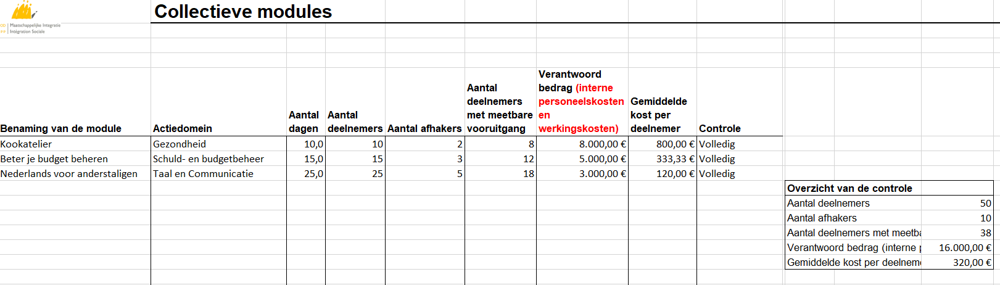 Collectieve modules
OD | Maatschappelijke Integratie
PP | Intégration Sociale
Benaming van de module Actiedomein Aantal dagen Aantal deelnemers Aantal afhakers Aantal deelnemers met meetbare vooruitgang Verantwoord bedrag (interne personeelskosten en werkingskosten) Gemiddelde kost per deelnemer Controle
Kookatelier Gezondheid 10,0 10 2 8 8.000,00 € 800,00 € Volledig
Beter je budget beheren Schuld- en budgetbeheer 15,0 15 3 12 5.000,00 € 333,33 € Volledig
Nederlands voor anderstaligen Taal en Communicatie 25,0 25 5 18 3.000,00 € 120,00 € Volledig
Overzicht van de controle
Aantal deelnemers 50
Aantal afhakers 10
Aantal deelnemers met meetba 38
Verantwoord bedrag (interne p 16.000,00 €
Gemiddelde kost per deelneme 320,00 €